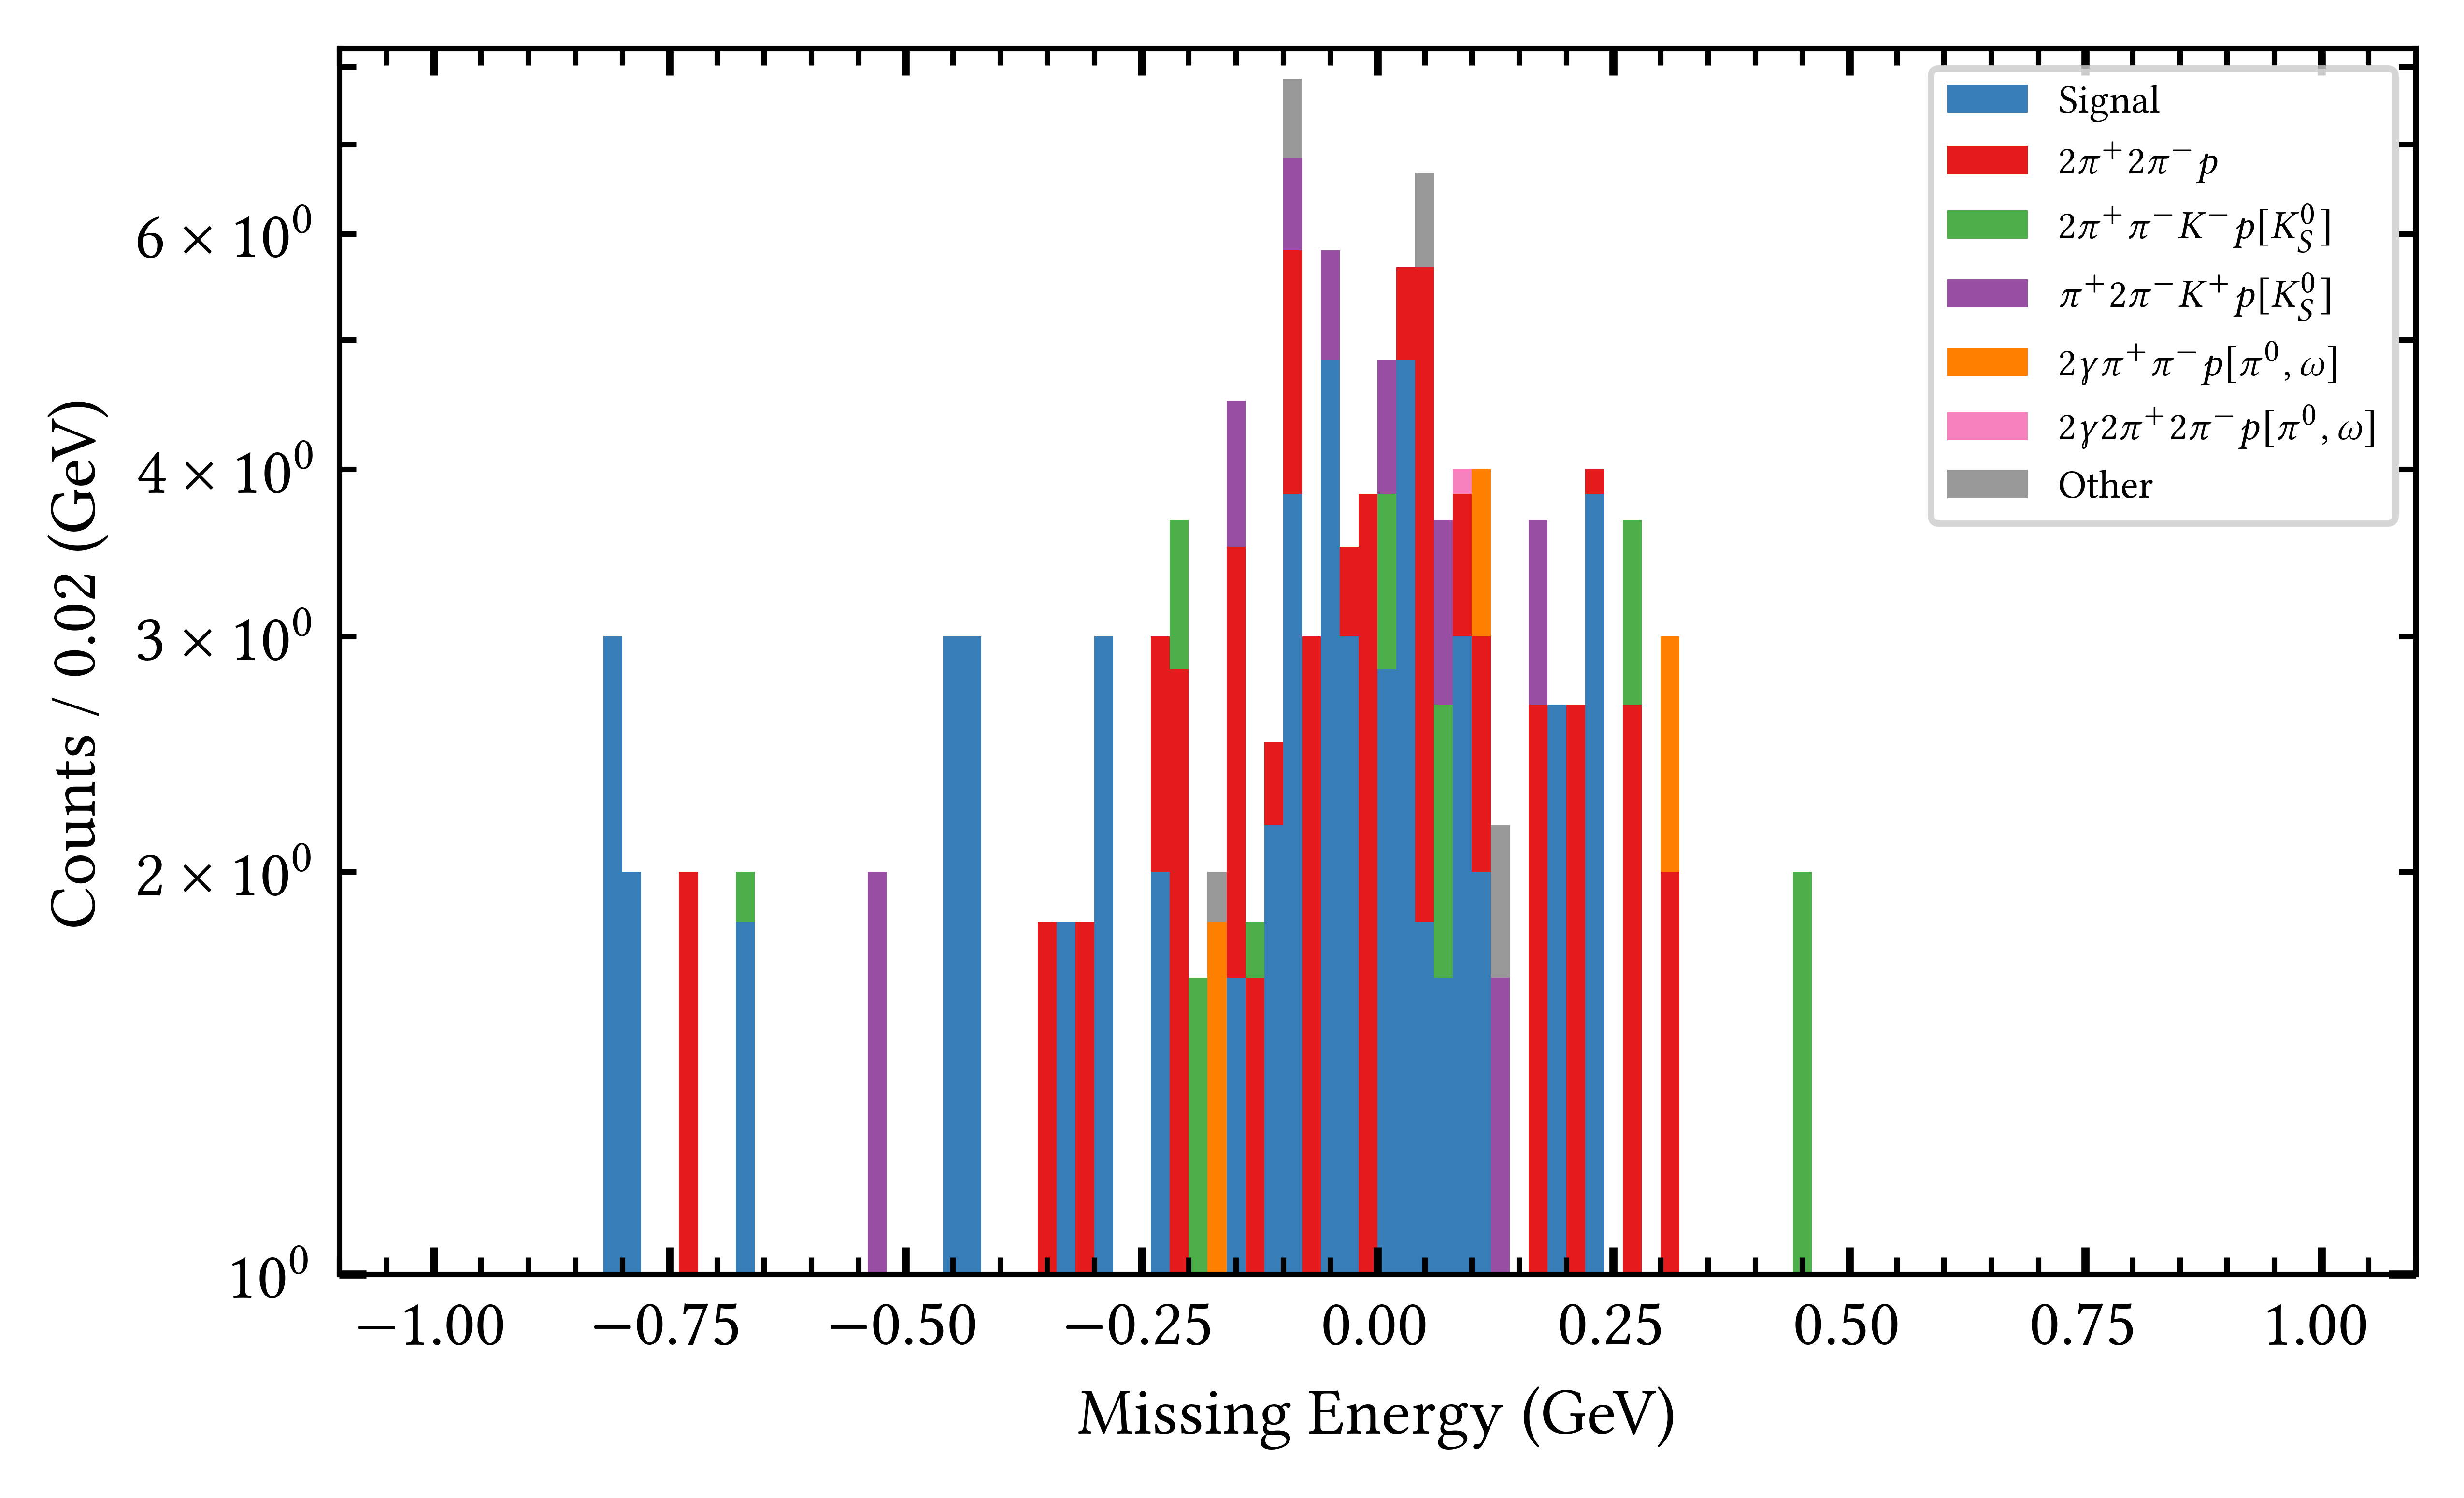 Counts / 0.02 (GeV)
6 × 10⁰
4 × 10⁰
3 × 10⁰
2 × 10⁰
10⁰
Signal
2π⁺2π⁻p
2π⁺π⁻K⁻p[K_S⁰]
π⁺2π⁻K⁺p[K_S⁰]
2γπ⁺π⁻p[π⁰, ω]
2γ2π⁺2π⁻p[π⁰, ω]
Other
−1.00 −0.75 −0.50 −0.25 0.00 0.25 0.50 0.75 1.00
Missing Energy (GeV)